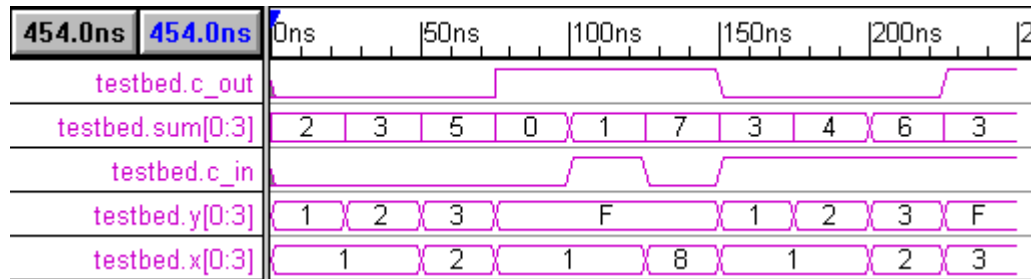 454.0ns 454.0ns 0ns |50ns |100ns |150ns |200ns |2
testbed.c_out
testbed.sum[0:3] 2 3 5 0 1 7 3 4 6 3
testbed.c_in
testbed.y[0:3] 1 2 3 F 1 2 3 F
testbed.x[0:3] 1 2 1 8 1 2 3